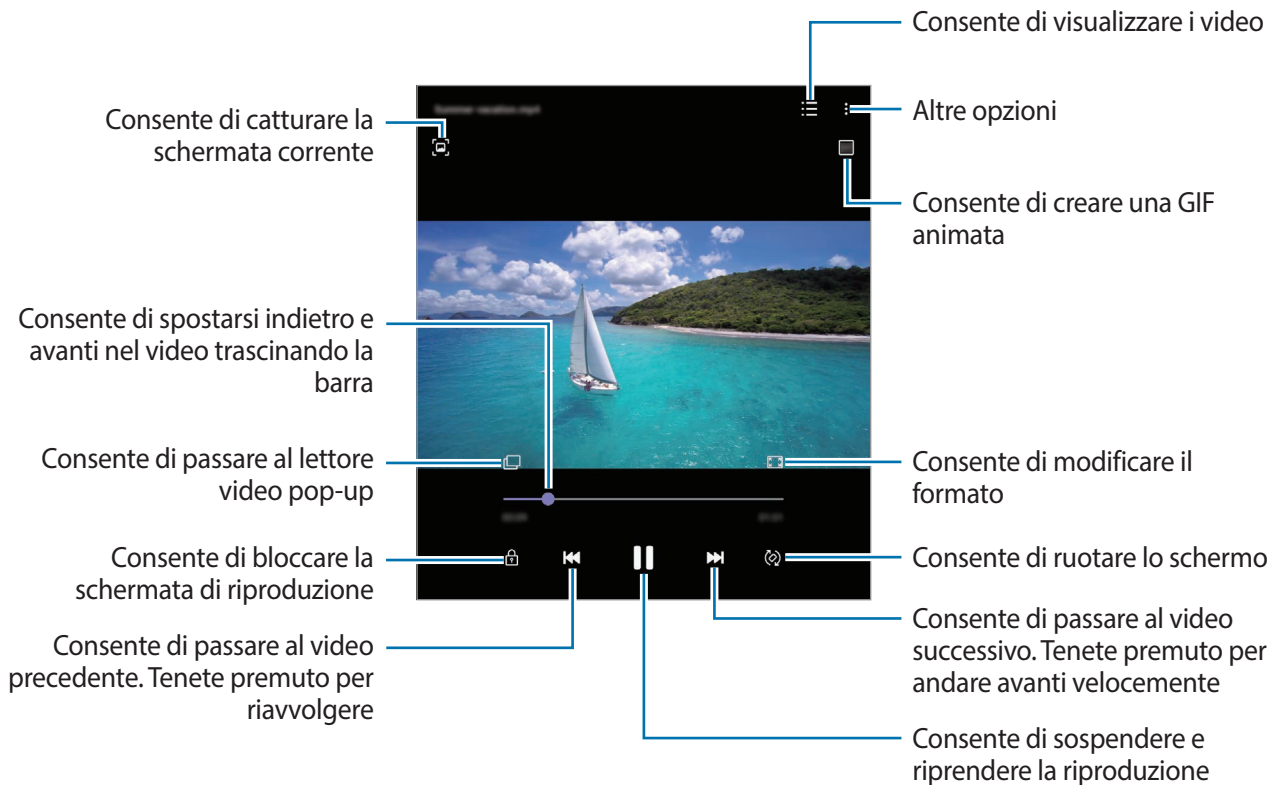 Consente di visualizzare i video
Altre opzioni
Consente di catturare la
schermata corrente
Consente di creare una GIF
animata
Consente di spostarsi indietro e
avanti nel video trascinando la
barra
Consente di passare al lettore
video pop-up
Consente di modificare il
formato
Consente di bloccare la
schermata di riproduzione
Consente di ruotare lo schermo
Consente di passare al video
precedente. Tenete premuto per
riavvolgere
Consente di passare al video
successivo. Tenete premuto per
andare avanti velocemente
Consente di sospendere e
riprendere la riproduzione